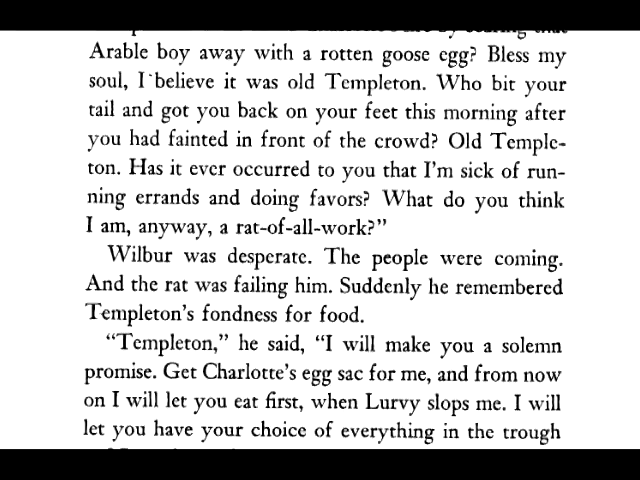 Arable boy away with a rotten goose egg? Bless my
soul, I believe it was old Templeton. Who bit your
tail and got you back on your feet this morning after
you had fainted in front of the crowd? Old Temple-
ton. Has it ever occurred to you that I'm sick of run-
ning errands and doing favors? What do you think
I am, anyway, a rat-of-all-work?"
Wilbur was desperate. The people were coming.
And the rat was failing him. Suddenly he remembered
Templeton's fondness for food.
"Templeton," he said, "I will make you a solemn
promise. Get Charlotte's egg sac for me, and from now
on I will let you eat first, when Lurvy slops me. I will
let you have your choice of everything in the trough